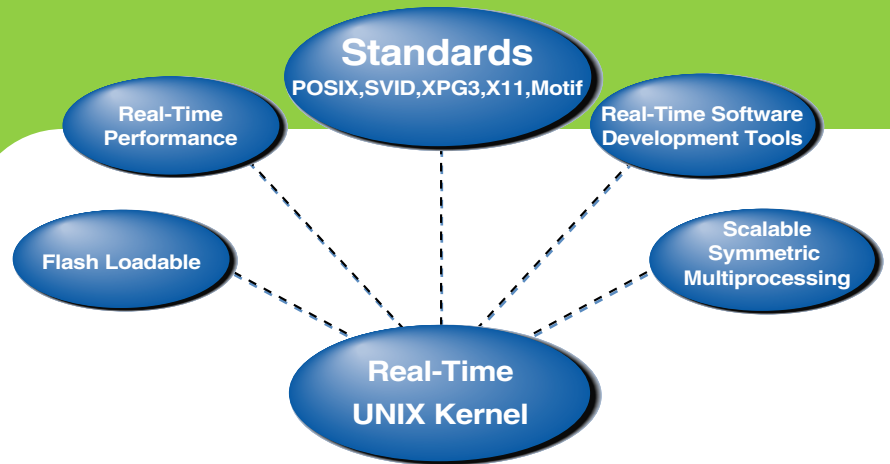 Standards
POSIX,SVID,XPG3,X11,Motif
Real-Time
Performance
Real-Time Software
Development Tools
Flash Loadable
Scalable
Symmetric
Multiprocessing
Real-Time
UNIX Kernel